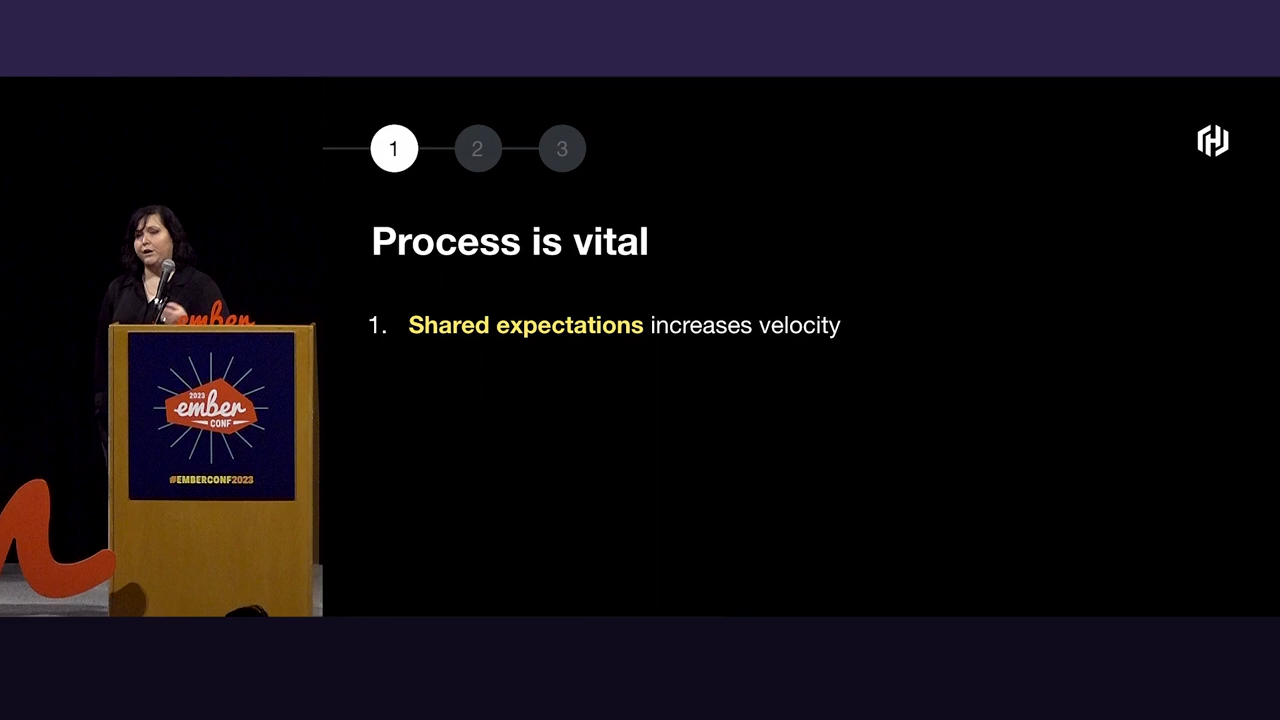 1 2 3
Process is vital
1. Shared expectations increases velocity
ember
2023
ember
CONF
#EMBERCONF2023